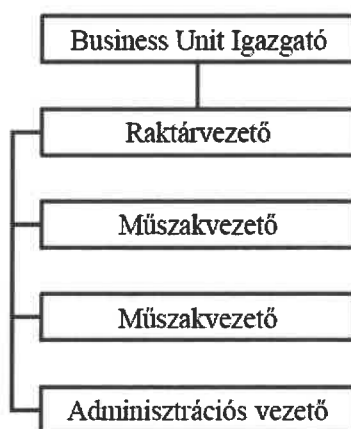 Business Unit Igazgató
Raktárvezető
Műszakvezető
Műszakvezető
Adminisztrációs vezető